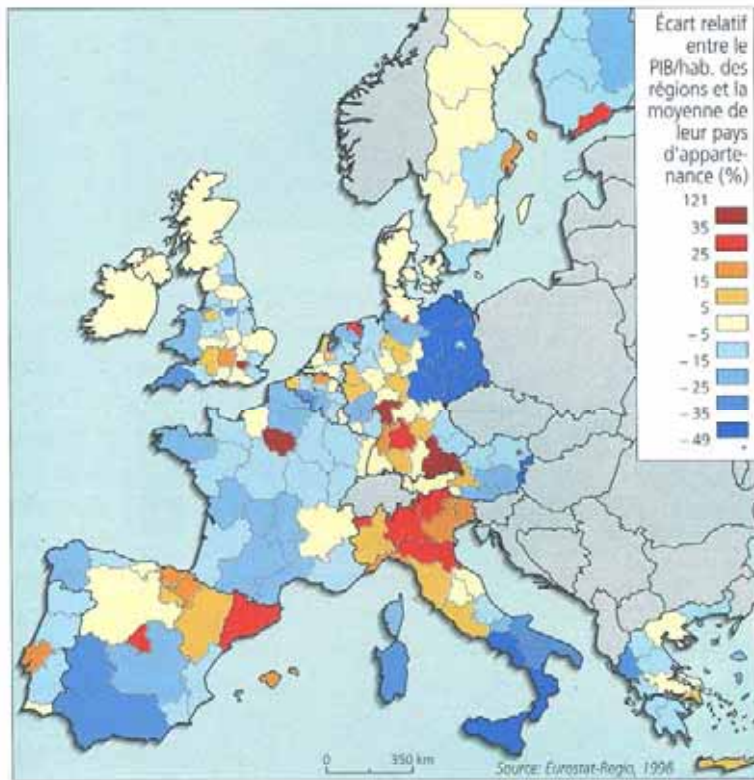 Écart relatif
entre le
PIB/hab. des
régions et la
moyenne de
leur pays
d'apparte-
nance (%)
121
35
25
15
5
– 5
– 15
– 25
– 35
– 49
0 350 km
Source: Eurostat-Regio, 1998